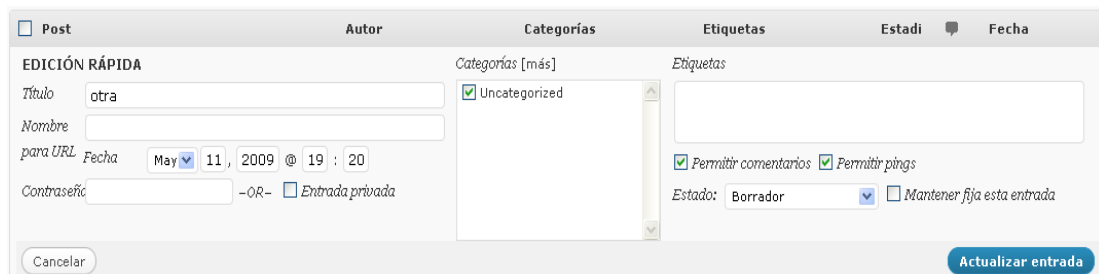 Post Autor Categorías Etiquetas Estadi Fecha
EDICIÓN RÁPIDA
Título otra
Nombre
para URL
Fecha May 11, 2009 @ 19 : 20
Contraseñc –OR– Entrada privada
Categorías [más]
Uncategorized
Etiquetas
Permitir comentarios Permitir pings
Estado: Borrador Mantener fija esta entrada
Cancelar Actualizar entrada